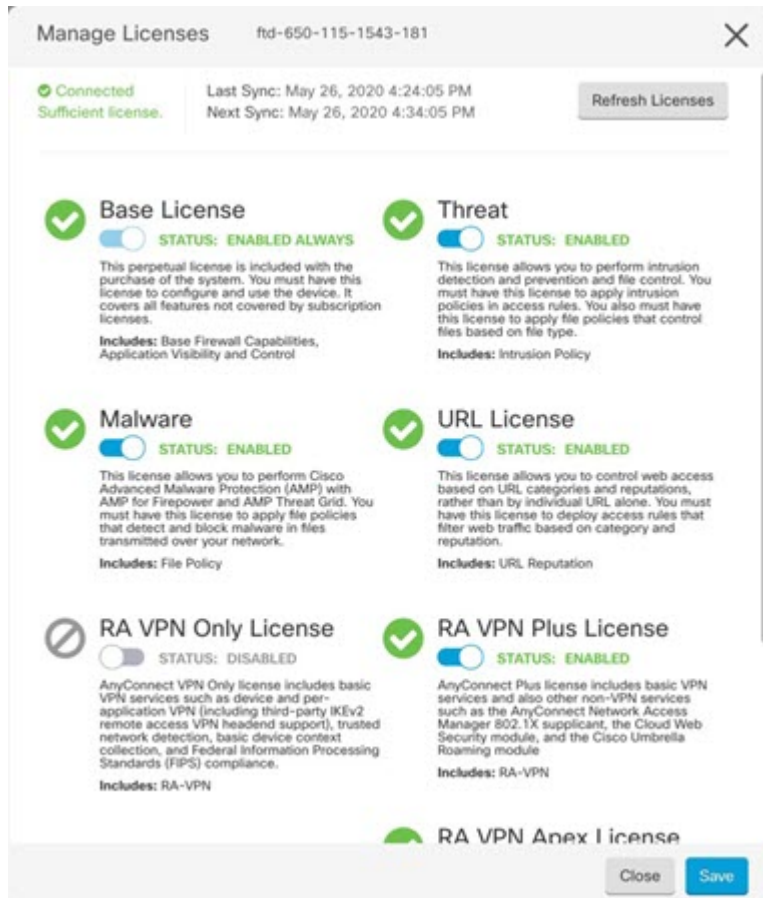 Manage Licenses ftd-650-115-1543-181
Connected
Sufficient license.
Last Sync: May 26, 2020 4:24:05 PM
Next Sync: May 26, 2020 4:34:05 PM
Refresh Licenses
Base License
STATUS: ENABLED ALWAYS
This perpetual license is included with the
purchase of the system. You must have this
license to configure and use the device. It
covers all features not covered by subscription
licenses.
Includes: Base Firewall Capabilities,
Application Visibility and Control
Threat
STATUS: ENABLED
This license allows you to perform intrusion
detection and prevention and file control. You
must have this license to apply intrusion
policies in access rules. You also must have
this license to apply file policies that control
files based on file type.
Includes: Intrusion Policy
Malware
STATUS: ENABLED
This license allows you to perform Cisco
Advanced Malware Protection (AMP) with
AMP for Firepower and AMP Threat Grid. You
must have this license to apply file policies
that detect and block malware in files
transmitted over your network.
Includes: File Policy
URL License
STATUS: ENABLED
This license allows you to control web access
based on URL categories and reputations,
rather than by individual URL alone. You must
have this license to deploy access rules that
filter web traffic based on category and
reputation.
Includes: URL Reputation
RA VPN Only License
STATUS: DISABLED
AnyConnect VPN Only license includes basic
VPN services such as device and per-
application VPN (including third-party IKEv2
remote access VPN headend support), trusted
network detection, basic device context
collection, and Federal Information Processing
Standards (FIPS) compliance.
Includes: RA-VPN
RA VPN Plus License
STATUS: ENABLED
AnyConnect Plus license includes basic VPN
services and also other non-VPN services
such as the AnyConnect Network Access
Manager 802.1X supplicant, the Cloud Web
Security module, and the Cisco Umbrella
Roaming module
Includes: RA-VPN
RA VPN Apex License
Close
Save